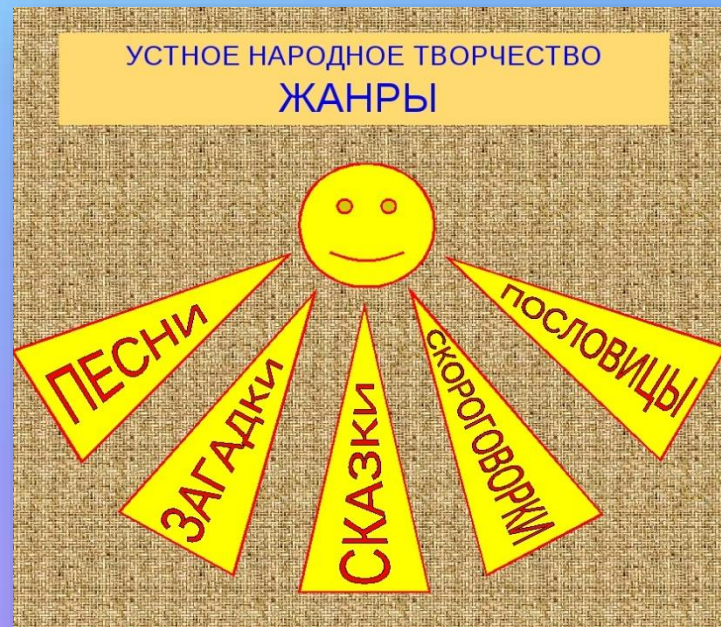 УСТНОЕ НАРОДНОЕ ТВОРЧЕСТВО
ЖАНРЫ
ПЕСНИ
ЗАГАДКИ
СКАЗКИ
СКОРОГОВОРКИ
ПОСЛОВИЦЫ